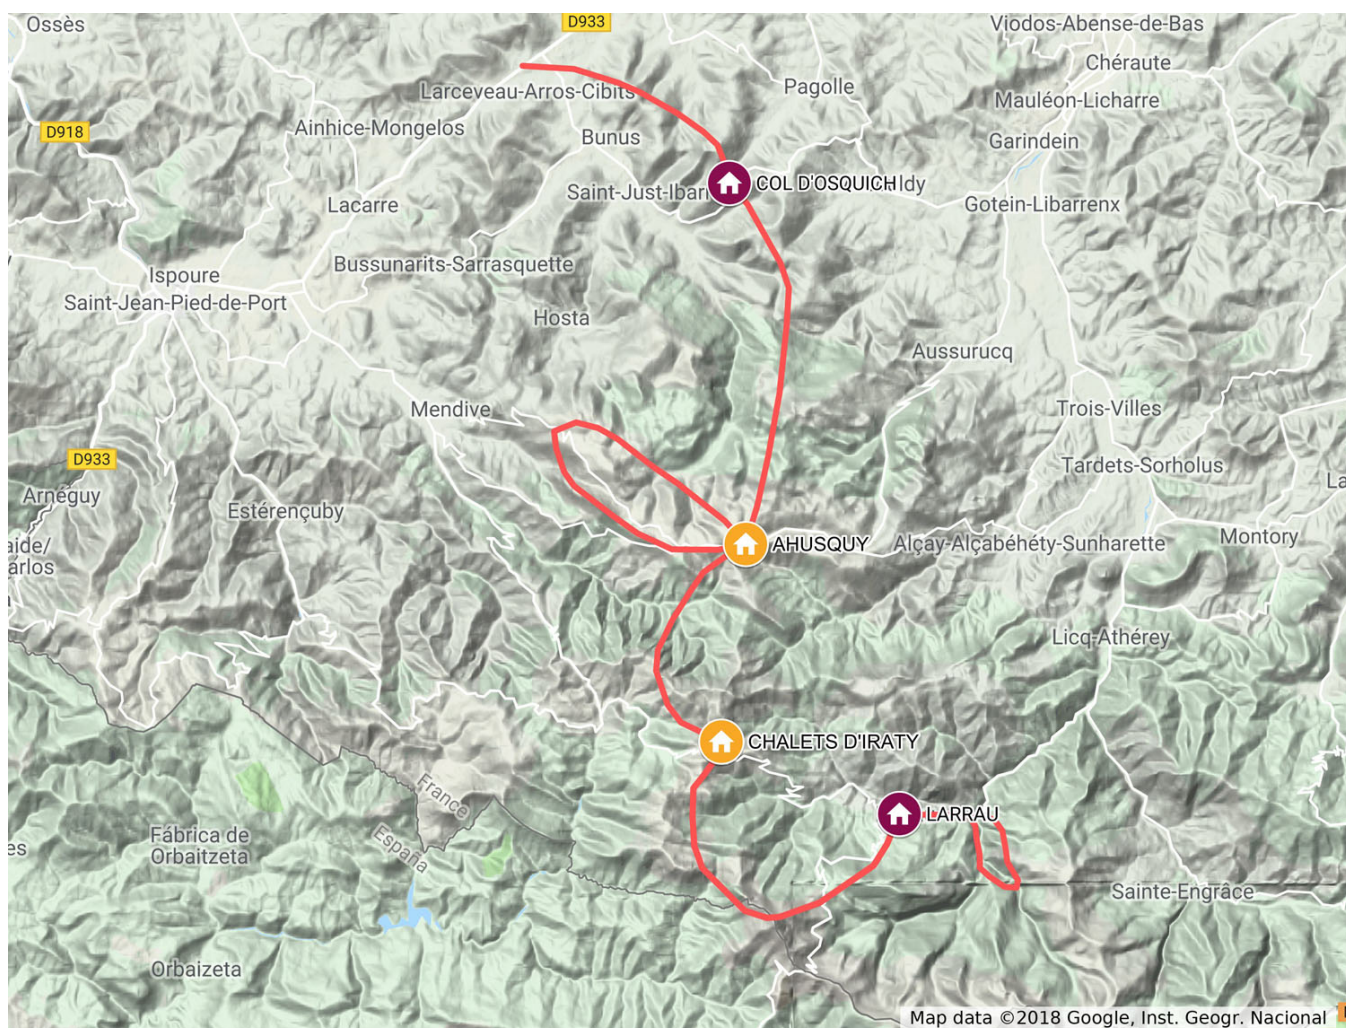 Ossès
D933
Viodos-Abense-de-Bas
Chéraute
Larceveau-Arros-Cibits
Pagolle
Mauléon-Licharre
D918
Ainhice-Mongelos
Bunus
Garindein
Saint-Just-Ibar
COL D'OSQUICH
ldy
Lacarre
Gotein-Libarrenx
Bussunarits-Sarrasquette
Ispoure
Saint-Jean-Pied-de-Port
Hosta
Aussurucq
Mendive
Trois-Villes
D933
Tardets-Sorholus
Arnéguy
La
Estérençuby
aide/
arlos
AHUSQUY
Alçay-Alçabéhéty-Sunharette
Montory
Licq-Athérey
CHALETS D'IRATY
France
España
LARRAU
Fábrica de
Orbaitzeta
es
Sainte-Engrâce
Orbaizeta
Map data ©2018 Google, Inst. Geogr. Nacional